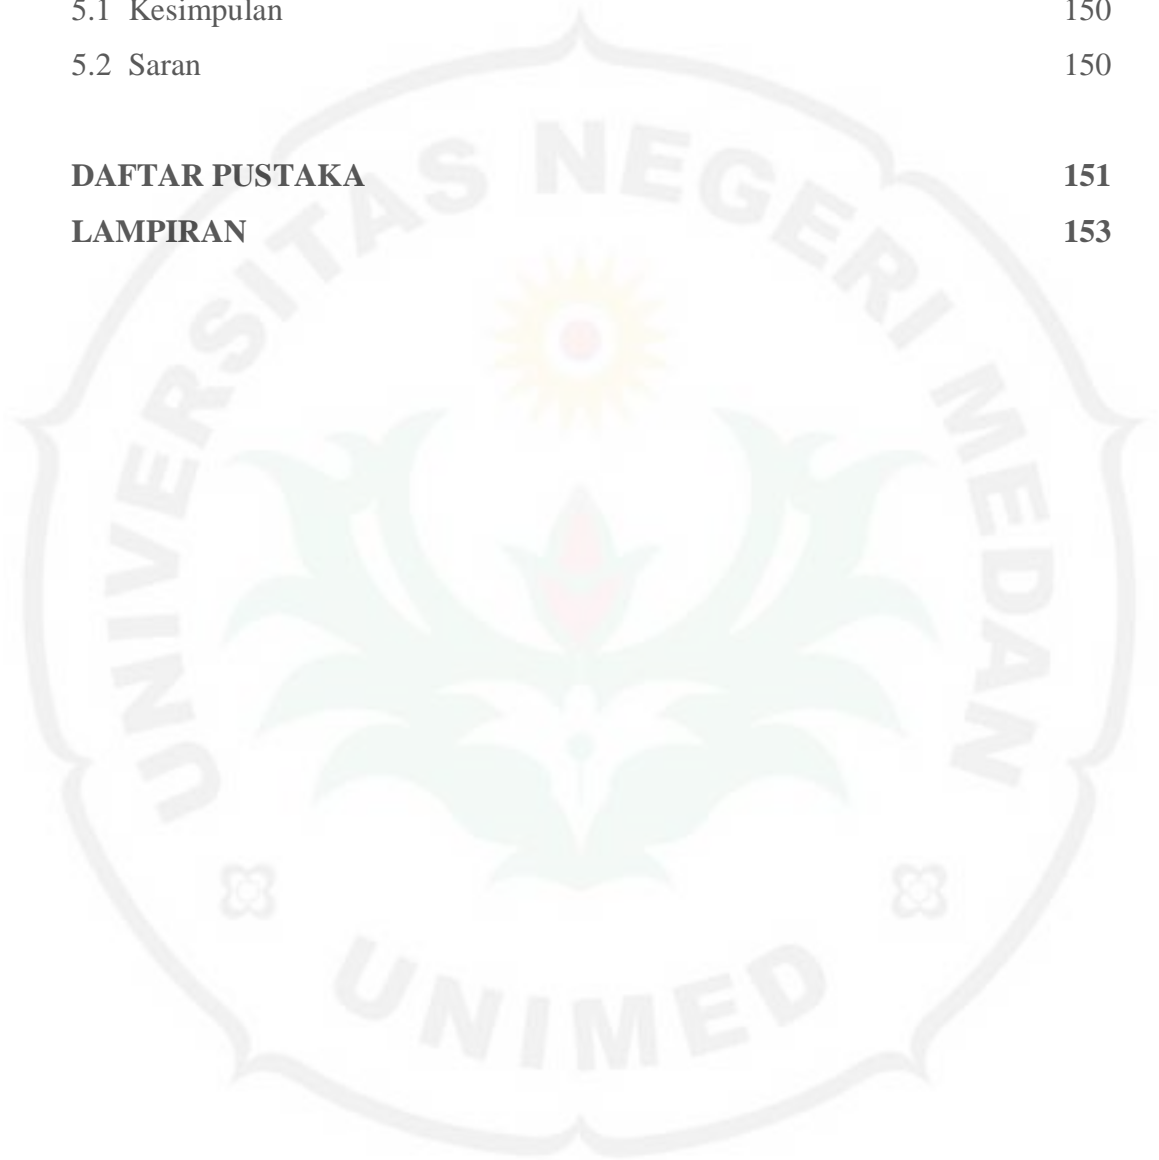 5.1 Kesimpulan 150
5.2 Saran 150
DAFTAR PUSTAKA 151
LAMPIRAN 153
UNIVERSITAS NEGERI MEDAN
UNIMED